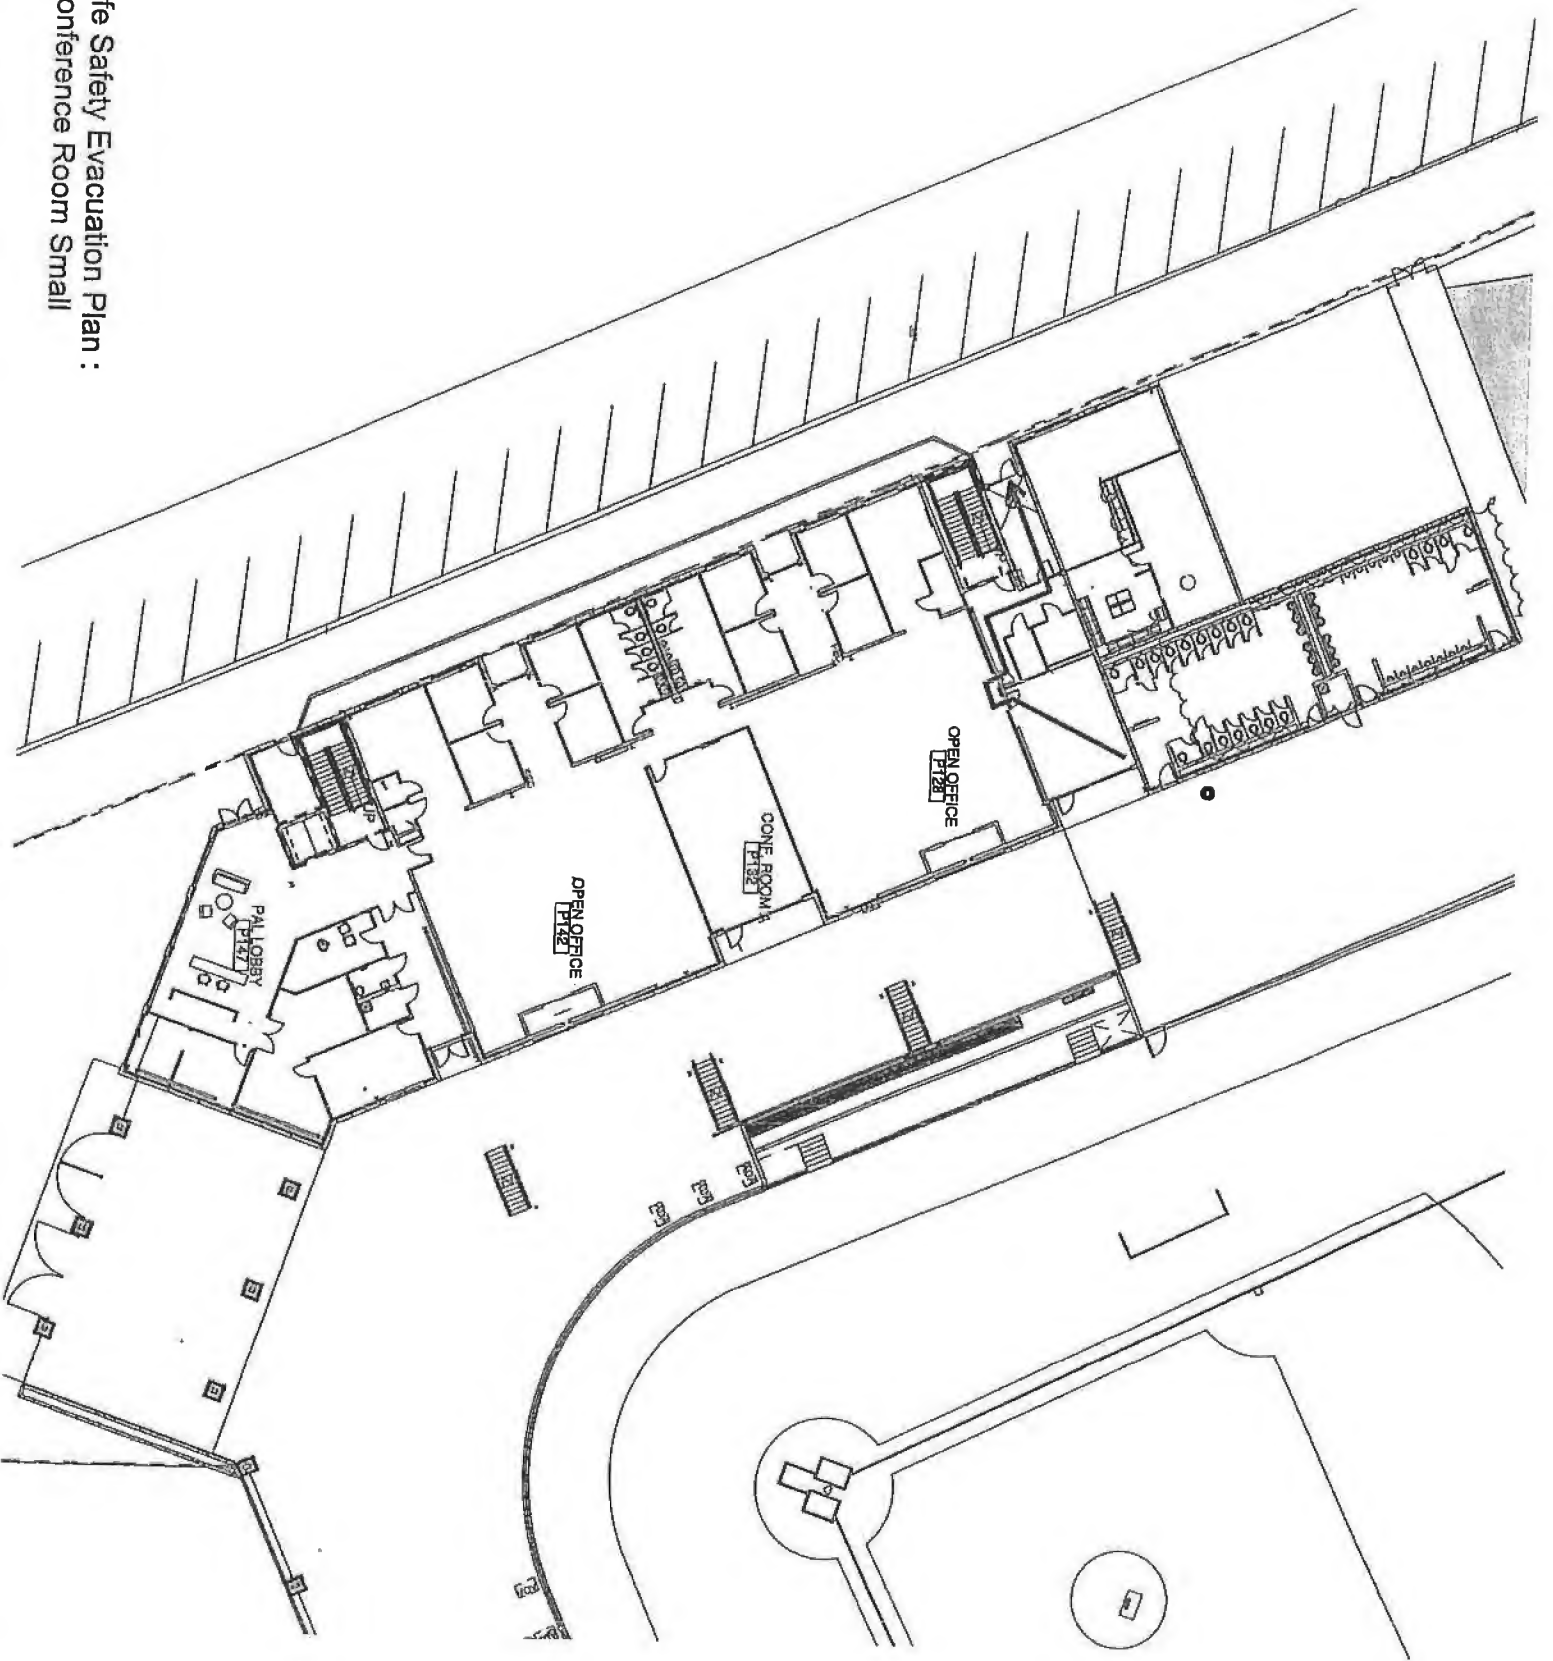 fe Safety Evacuation Plan :
onference Room Small
OPEN OFFICE
P128
CONF. ROOM
P132
OPEN OFFICE
P142
PAL LOBBY
P147
UP